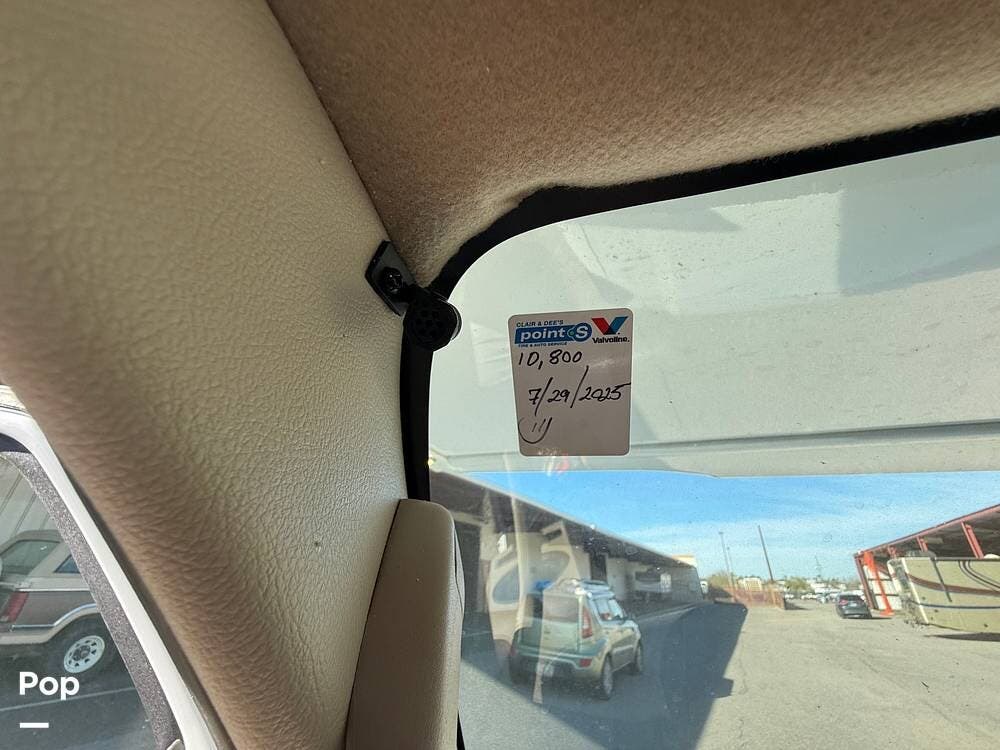 CLAIR & DEE'S
point S
TIRE & AUTO SERVICE
Valvoline.
10,800
7/29/2025
Pop